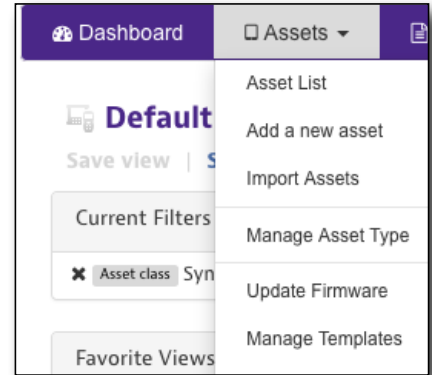 Dashboard
Assets
Asset List
Add a new asset
Import Assets
Manage Asset Type
Update Firmware
Manage Templates
Default
Save view | S
Current Filters
Asset class Syn
Favorite Views